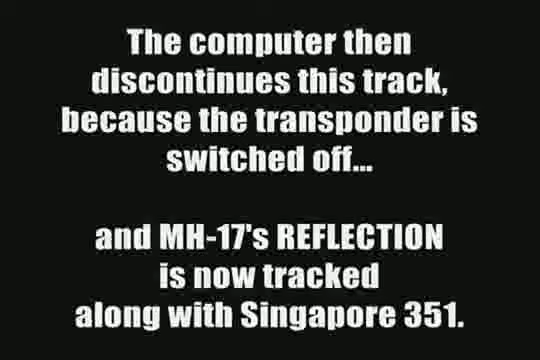 The computer then
discontinues this track,
because the transponder is
switched off...
and MH-17's REFLECTION
is now tracked
along with Singapore 351.